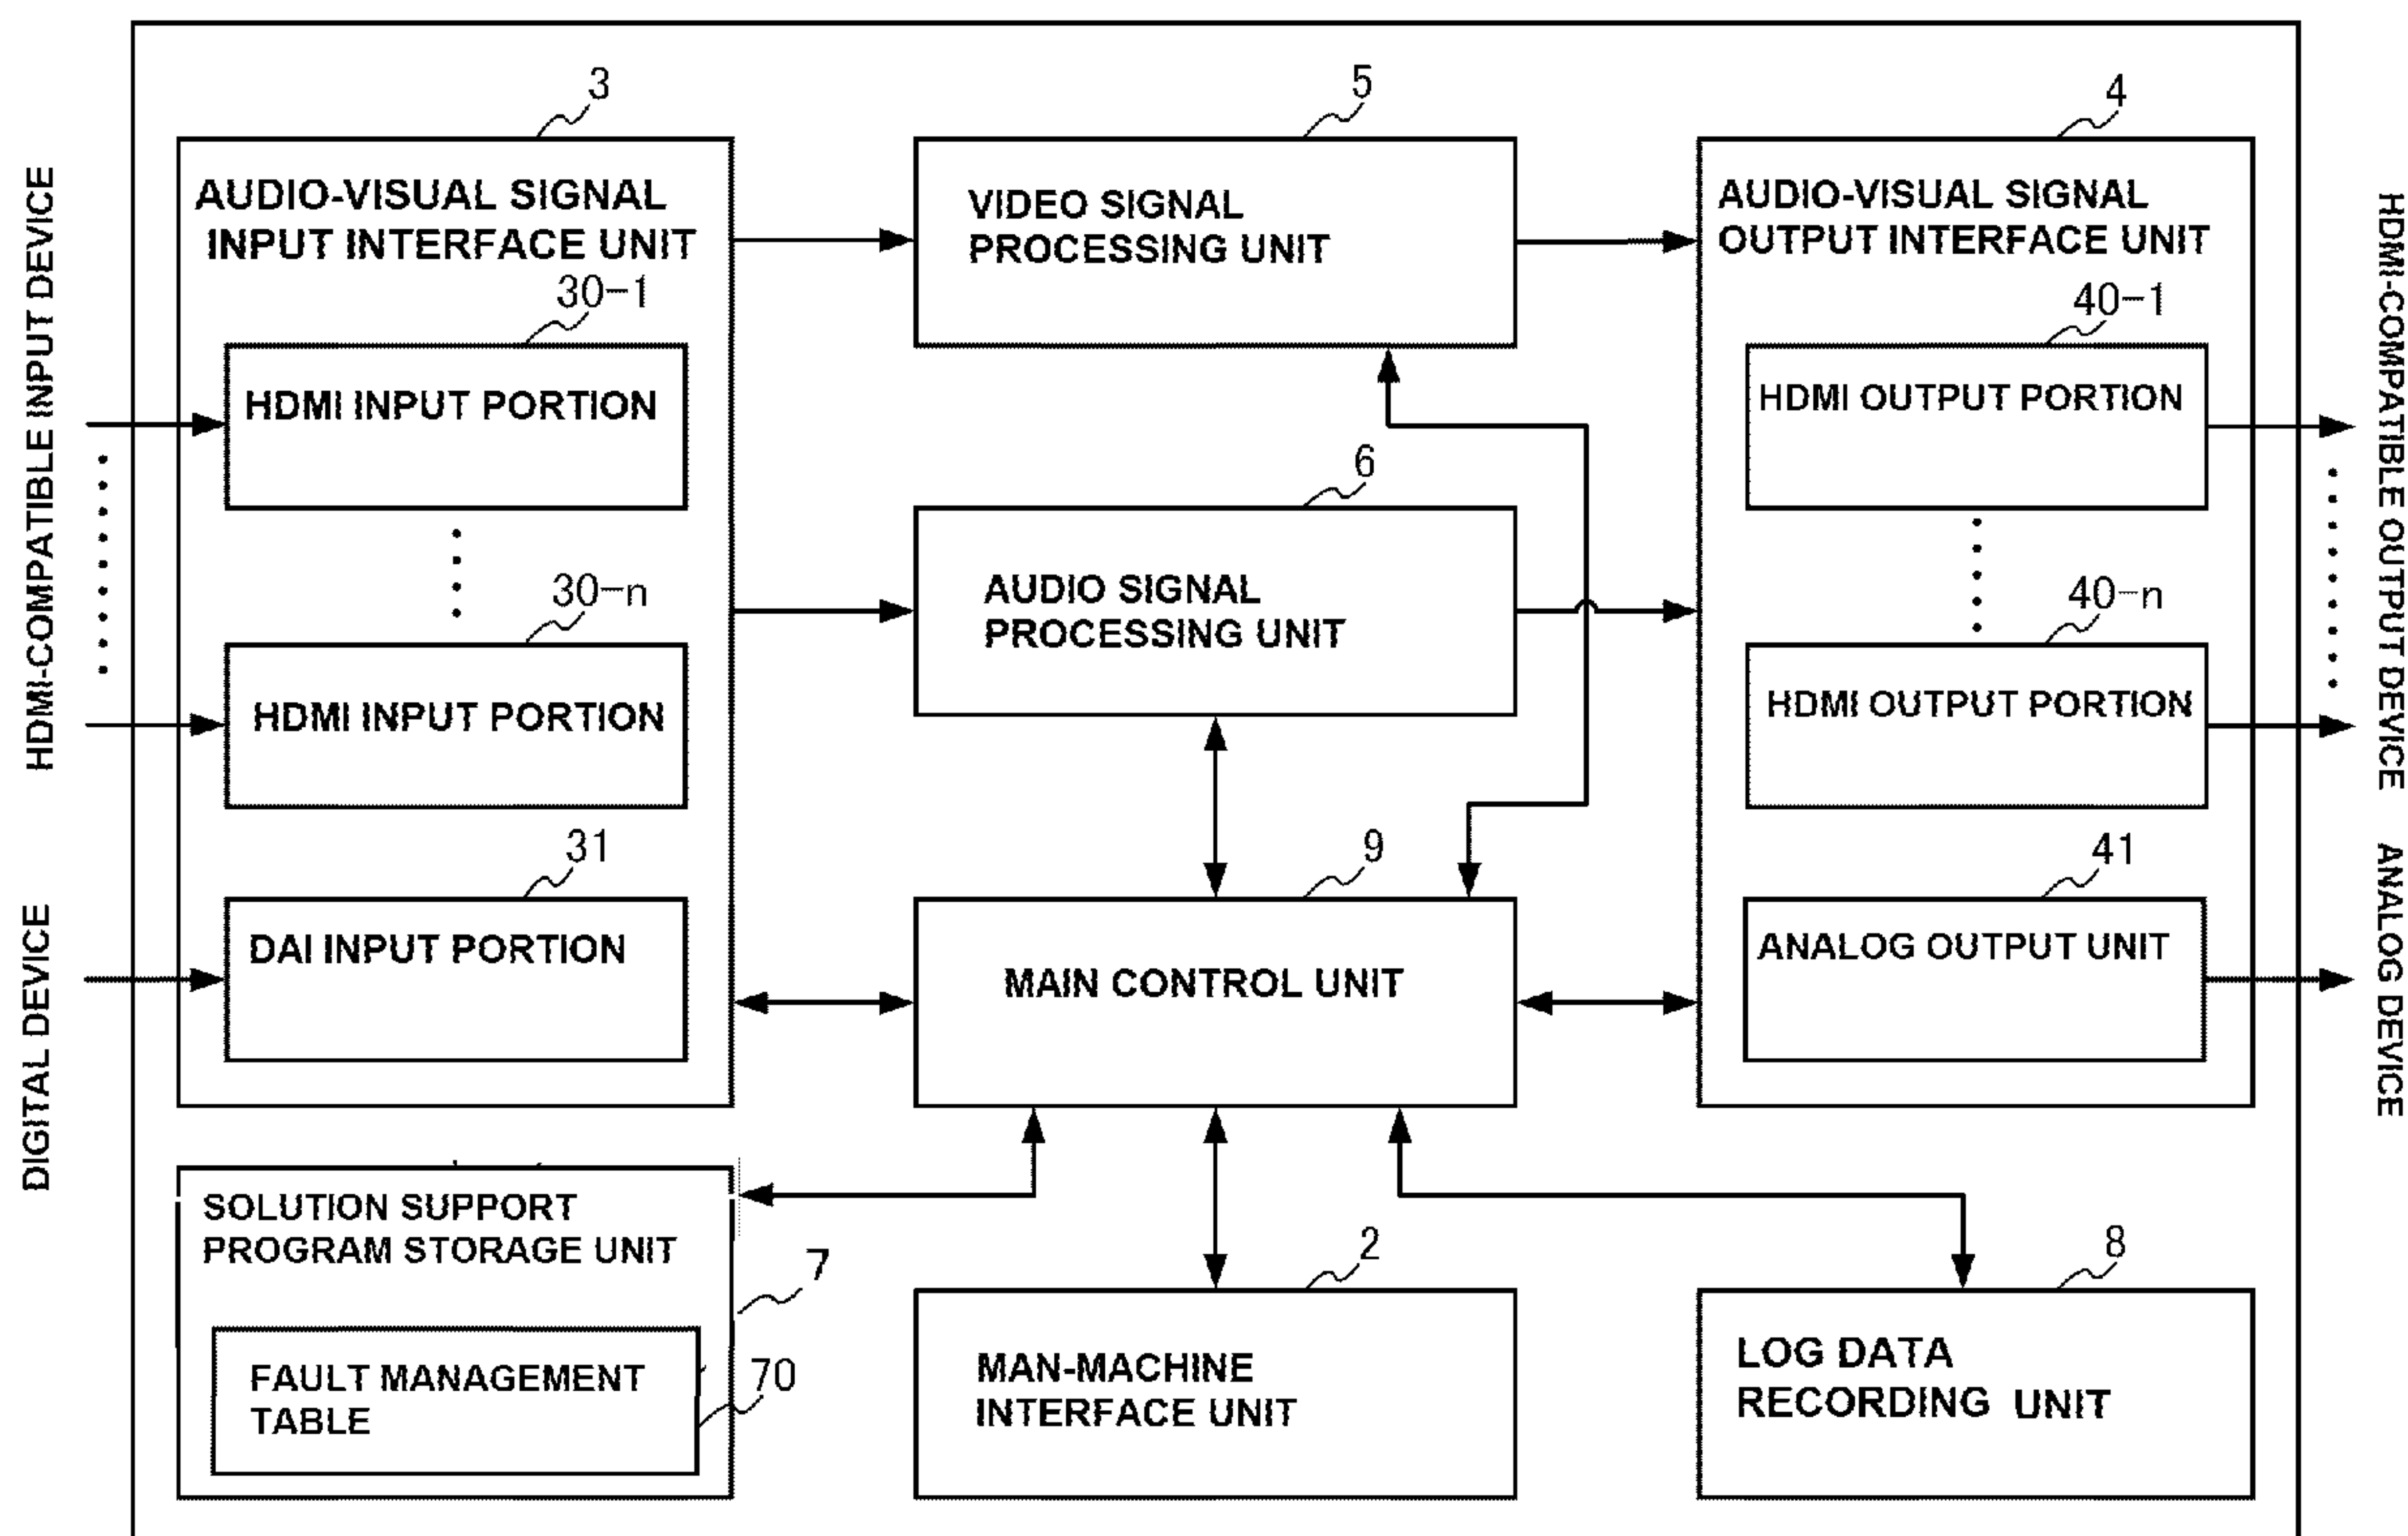 HDMI-COMPATIBLE INPUT DEVICE
DIGITAL DEVICE
3
AUDIO-VISUAL SIGNAL
INPUT INTERFACE UNIT
30-1
HDMI INPUT PORTION
30-n
HDMI INPUT PORTION
31
DAI INPUT PORTION
SOLUTION SUPPORT
PROGRAM STORAGE UNIT
7
FAULT MANAGEMENT
TABLE
70
5
VIDEO SIGNAL
PROCESSING UNIT
6
AUDIO SIGNAL
PROCESSING UNIT
9
MAIN CONTROL UNIT
2
MAN-MACHINE
INTERFACE UNIT
4
AUDIO-VISUAL SIGNAL
OUTPUT INTERFACE UNIT
40-1
HDMI OUTPUT PORTION
40-n
HDMI OUTPUT PORTION
41
ANALOG OUTPUT UNIT
8
LOG DATA
RECORDING UNIT
HDMI-COMPATIBLE OUTPUT DEVICE
ANALOG DEVICE